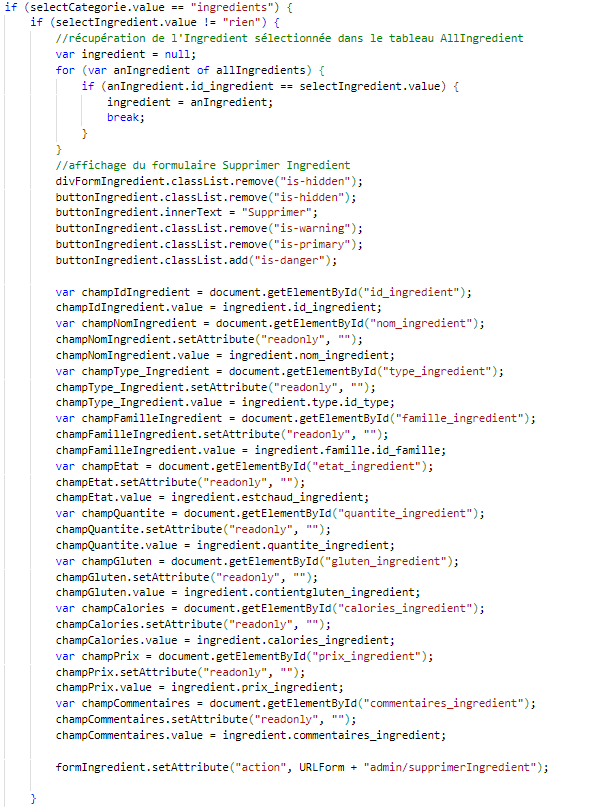 if (selectCategorie.value == "ingredients") {
if (selectIngredient.value != "rien") {
//récupération de l'Ingredient sélectionnée dans le tableau AllIngredient
var ingredient = null;
for (var anIngredient of allIngredients) {
if (anIngredient.id_ingredient == selectIngredient.value) {
ingredient = anIngredient;
break;
}
}
//affichage du formulaire Supprimer Ingredient
divFormIngredient.classList.remove("is-hidden");
buttonIngredient.classList.remove("is-hidden");
buttonIngredient.innerText = "Supprimer";
buttonIngredient.classList.remove("is-warning");
buttonIngredient.classList.remove("is-primary");
buttonIngredient.classList.add("is-danger");
var champIdIngredient = document.getElementById("id_ingredient");
champIdIngredient.value = ingredient.id_ingredient;
var champNomIngredient = document.getElementById("nom_ingredient");
champNomIngredient.setAttribute("readonly", "");
champNomIngredient.value = ingredient.nom_ingredient;
var champType_Ingredient = document.getElementById("type_ingredient");
champType_Ingredient.setAttribute("readonly", "");
champType_Ingredient.value = ingredient.type.id_type;
var champFamilleIngredient = document.getElementById("famille_ingredient");
champFamilleIngredient.setAttribute("readonly", "");
champFamilleIngredient.value = ingredient.famille.id_famille;
var champEtat = document.getElementById("etat_ingredient");
champEtat.setAttribute("readonly", "");
champEtat.value = ingredient.estchaud_ingredient;
var champQuantite = document.getElementById("quantite_ingredient");
champQuantite.setAttribute("readonly", "");
champQuantite.value = ingredient.quantite_ingredient;
var champGluten = document.getElementById("gluten_ingredient");
champGluten.setAttribute("readonly", "");
champGluten.value = ingredient.contientgluten_ingredient;
var champCalories = document.getElementById("calories_ingredient");
champCalories.setAttribute("readonly", "");
champCalories.value = ingredient.calories_ingredient;
var champPrix = document.getElementById("prix_ingredient");
champPrix.setAttribute("readonly", "");
champPrix.value = ingredient.prix_ingredient;
var champCommentaires = document.getElementById("commentaires_ingredient");
champCommentaires.setAttribute("readonly", "");
champCommentaires.value = ingredient.commentaires_ingredient;
formIngredient.setAttribute("action", URLForm + "admin/supprimerIngredient");
}